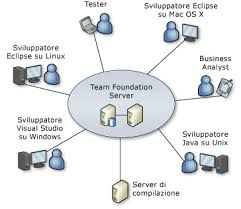 Tester
Sviluppatore
Eclipse su Linux
Sviluppatore Eclipse
su Mac OS X
Team Foundation
Server
Business
Analyst
Sviluppatore
Visual Studio
su Windows
Sviluppatore
Java su Unix
Server di
compilazione